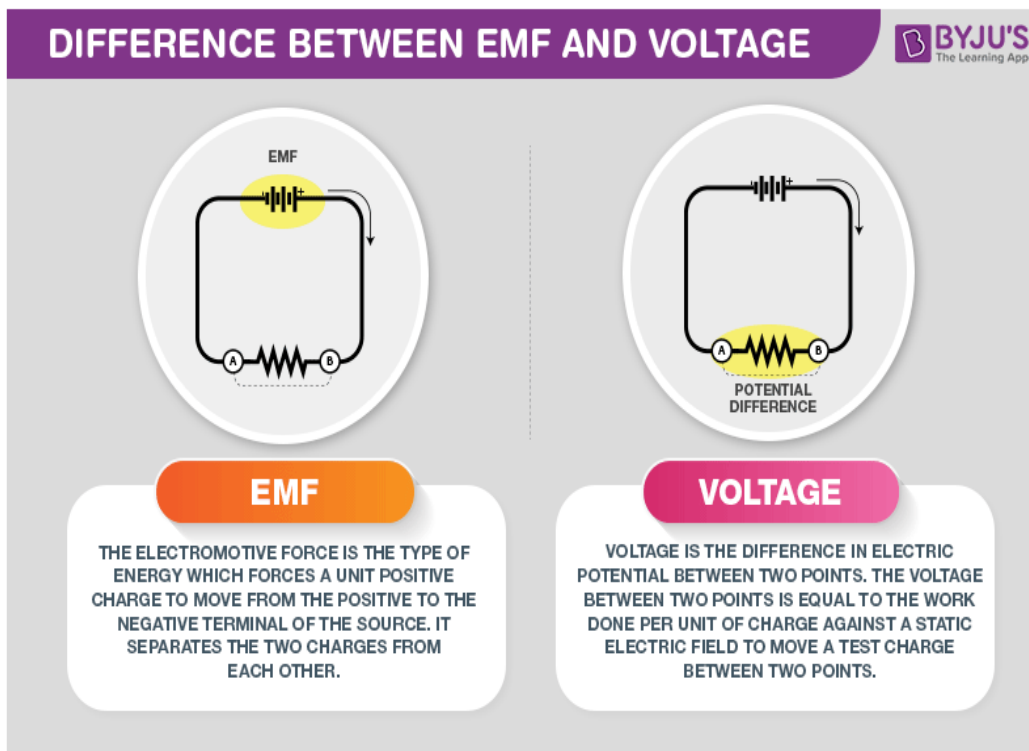 DIFFERENCE BETWEEN EMF AND VOLTAGE
BYJU'S
The Learning App
EMF
+
A
B
+
A
B
POTENTIAL
DIFFERENCE
EMF
THE ELECTROMOTIVE FORCE IS THE TYPE OF
ENERGY WHICH FORCES A UNIT POSITIVE
CHARGE TO MOVE FROM THE POSITIVE TO THE
NEGATIVE TERMINAL OF THE SOURCE. IT
SEPARATES THE TWO CHARGES FROM
EACH OTHER.
VOLTAGE
VOLTAGE IS THE DIFFERENCE IN ELECTRIC
POTENTIAL BETWEEN TWO POINTS. THE VOLTAGE
BETWEEN TWO POINTS IS EQUAL TO THE WORK
DONE PER UNIT OF CHARGE AGAINST A STATIC
ELECTRIC FIELD TO MOVE A TEST CHARGE
BETWEEN TWO POINTS.